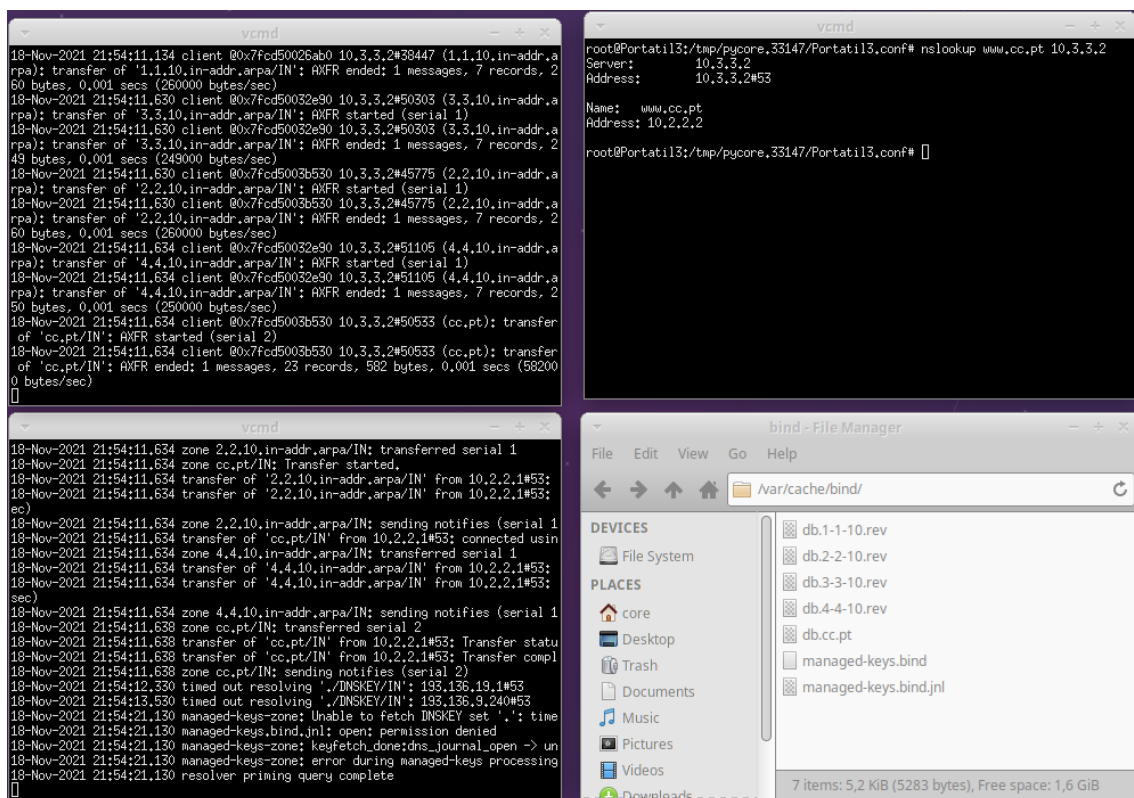 vcmd
18-Nov-2021 21:54:11.134 client @0x7fcd50026ab0 10.3.3.2#38447 (1.1.10.in-addr.a
rpa): transfer of '1.1.10.in-addr.arpa/IN': AXFR ended: 1 messages, 7 records, 2
60 bytes, 0.001 secs (260000 bytes/sec)
18-Nov-2021 21:54:11.630 client @0x7fcd50032e90 10.3.3.2#50303 (3.3.10.in-addr.a
rpa): transfer of '3.3.10.in-addr.arpa/IN': AXFR started (serial 1)
18-Nov-2021 21:54:11.630 client @0x7fcd50032e90 10.3.3.2#50303 (3.3.10.in-addr.a
rpa): transfer of '3.3.10.in-addr.arpa/IN': AXFR ended: 1 messages, 7 records, 2
49 bytes, 0.001 secs (249000 bytes/sec)
18-Nov-2021 21:54:11.630 client @0x7fcd5003b530 10.3.3.2#45775 (2.2.10.in-addr.a
rpa): transfer of '2.2.10.in-addr.arpa/IN': AXFR started (serial 1)
18-Nov-2021 21:54:11.630 client @0x7fcd5003b530 10.3.3.2#45775 (2.2.10.in-addr.a
rpa): transfer of '2.2.10.in-addr.arpa/IN': AXFR ended: 1 messages, 7 records, 2
60 bytes, 0.001 secs (260000 bytes/sec)
18-Nov-2021 21:54:11.634 client @0x7fcd50032e90 10.3.3.2#51105 (4.4.10.in-addr.a
rpa): transfer of '4.4.10.in-addr.arpa/IN': AXFR started (serial 1)
18-Nov-2021 21:54:11.634 client @0x7fcd50032e90 10.3.3.2#51105 (4.4.10.in-addr.a
rpa): transfer of '4.4.10.in-addr.arpa/IN': AXFR ended: 1 messages, 7 records, 2
50 bytes, 0.001 secs (250000 bytes/sec)
18-Nov-2021 21:54:11.634 client @0x7fcd5003b530 10.3.3.2#50533 (cc.pt): transfer
of 'cc.pt/IN': AXFR started (serial 2)
18-Nov-2021 21:54:11.634 client @0x7fcd5003b530 10.3.3.2#50533 (cc.pt): transfer
of 'cc.pt/IN': AXFR ended: 1 messages, 23 records, 582 bytes, 0.001 secs (58200
0 bytes/sec)
vcmd
root@Portatil3:/tmp/pycore.33147/Portatil3.conf# nslookup www.cc.pt 10.3.3.2
Server: 10.3.3.2
Address: 10.3.3.2#53
Name: www.cc.pt
Address: 10.2.2.2
root@Portatil3:/tmp/pycore.33147/Portatil3.conf#
vcmd
18-Nov-2021 21:54:11.634 zone 2.2.10.in-addr.arpa/IN: transferred serial 1
18-Nov-2021 21:54:11.634 zone cc.pt/IN: Transfer started.
18-Nov-2021 21:54:11.634 transfer of '2.2.10.in-addr.arpa/IN' from 10.2.2.1#53:
18-Nov-2021 21:54:11.634 transfer of '2.2.10.in-addr.arpa/IN' from 10.2.2.1#53:
ec)
18-Nov-2021 21:54:11.634 zone 2.2.10.in-addr.arpa/IN: sending notifies (serial 1
18-Nov-2021 21:54:11.634 transfer of 'cc.pt/IN' from 10.2.2.1#53: connected usin
18-Nov-2021 21:54:11.634 zone 4.4.10.in-addr.arpa/IN: transferred serial 1
18-Nov-2021 21:54:11.634 transfer of '4.4.10.in-addr.arpa/IN' from 10.2.2.1#53:
18-Nov-2021 21:54:11.634 transfer of '4.4.10.in-addr.arpa/IN' from 10.2.2.1#53:
sec)
18-Nov-2021 21:54:11.634 zone 4.4.10.in-addr.arpa/IN: sending notifies (serial 1
18-Nov-2021 21:54:11.638 zone cc.pt/IN: transferred serial 2
18-Nov-2021 21:54:11.638 transfer of 'cc.pt/IN' from 10.2.2.1#53: Transfer statu
18-Nov-2021 21:54:11.638 transfer of 'cc.pt/IN' from 10.2.2.1#53: Transfer compl
18-Nov-2021 21:54:11.638 zone cc.pt/IN: sending notifies (serial 2)
18-Nov-2021 21:54:12.330 timed out resolving './DNSKEY/IN': 193.136.19.1#53
18-Nov-2021 21:54:13.530 timed out resolving './DNSKEY/IN': 193.136.9.240#53
18-Nov-2021 21:54:21.130 managed-keys-zone: Unable to fetch DNSKEY set '.': time
18-Nov-2021 21:54:21.130 managed-keys.bind.jnl: open: permission denied
18-Nov-2021 21:54:21.130 managed-keys-zone: keyfetch_done:dns_journal_open -> un
18-Nov-2021 21:54:21.130 managed-keys-zone: error during managed-keys processing
18-Nov-2021 21:54:21.130 resolver priming query complete
bind - File Manager
File Edit View Go Help
/var/cache/bind/
DEVICES
File System
PLACES
core
Desktop
Trash
Documents
Music
Pictures
Videos
Downloads
db.1-1-10.rev
db.2-2-10.rev
db.3-3-10.rev
db.4-4-10.rev
db.cc.pt
managed-keys.bind
managed-keys.bind.jnl
7 items: 5,2 KiB (5283 bytes), Free space: 1,6 GiB